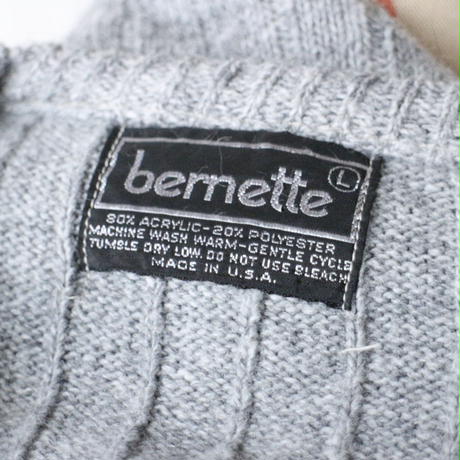 bernette L
80% ACRYLIC-20% POLYESTER
MACHINE WASH WARM-GENTLE CYCLE
TUMBLE DRY LOW. DO NOT USE BLEACH
MADE IN U.S.A.